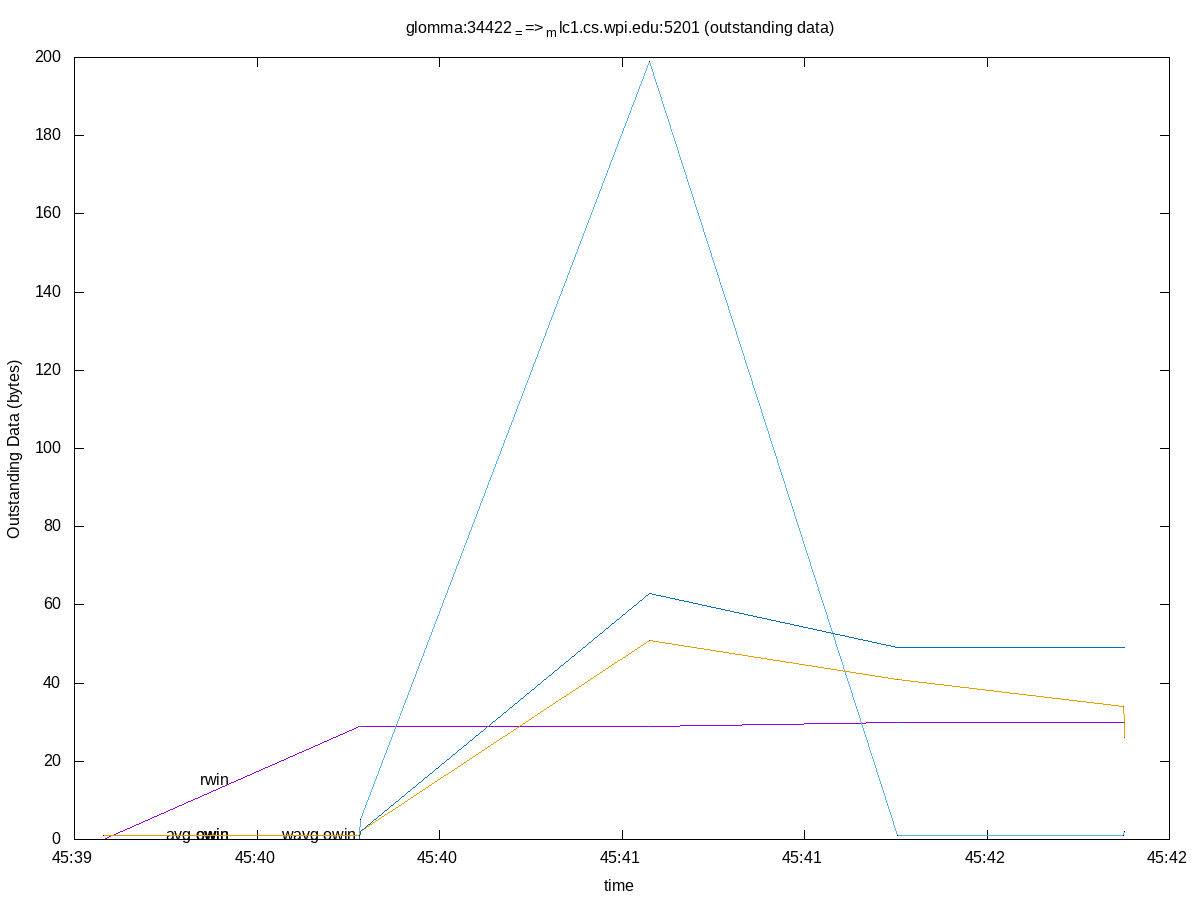 glomma:34422 = => m lc1.cs.wpi.edu:5201 (outstanding data)
200
180
160
140
120
100
80
60
40
20
0
Outstanding Data (bytes)
rwin
avg owin
owin
wavg owin
45:39 45:40 45:40 45:41 45:41 45:42 45:42
time